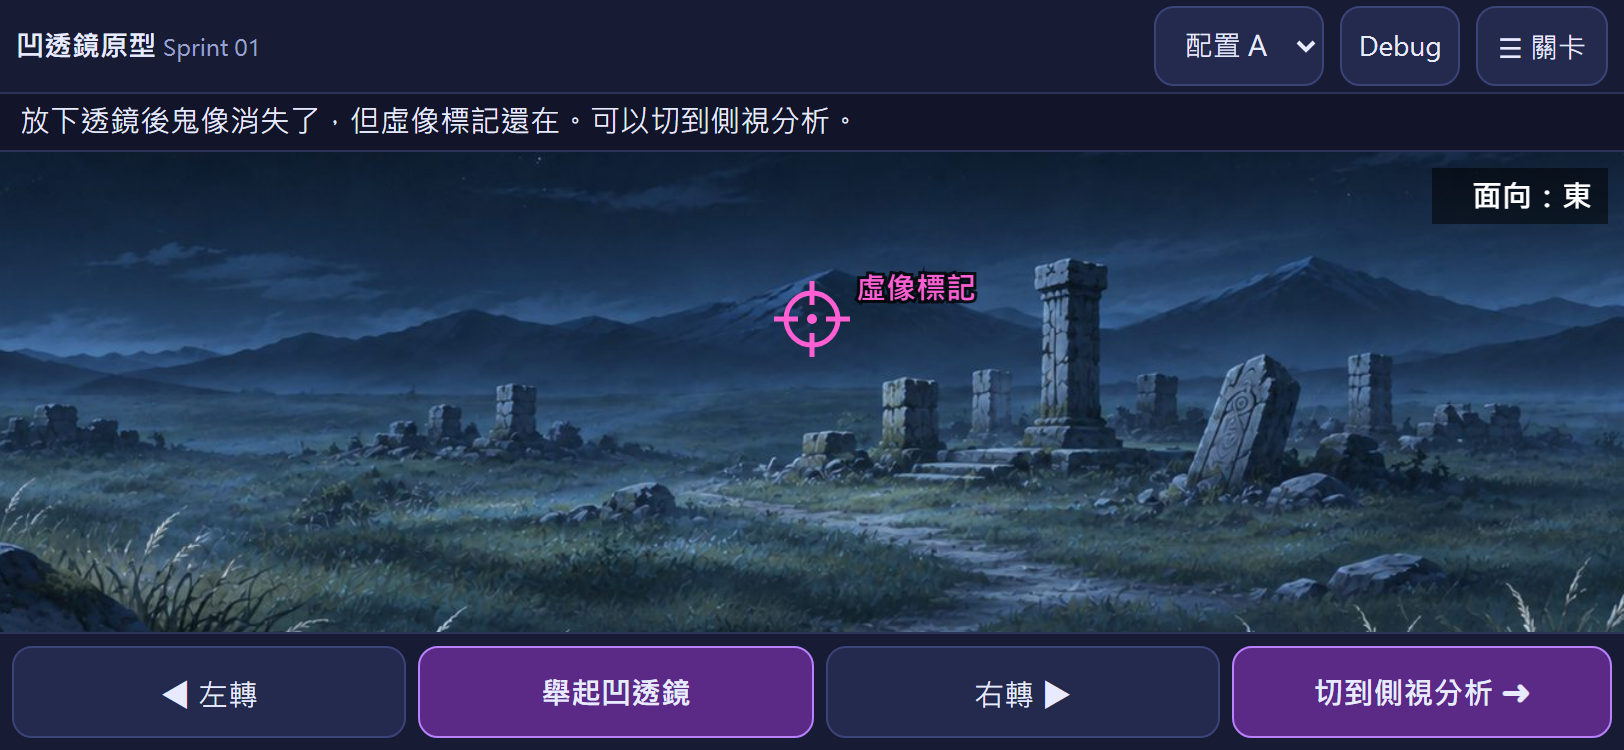 凹透鏡原型 Sprint 01
配置 A
Debug
☰ 關卡
放下透鏡後鬼像消失了，但虛像標記還在。可以切到側視分析。
面向：東
虛像標記
◀ 左轉
舉起凹透鏡
右轉 ▶
切到側視分析 ➜